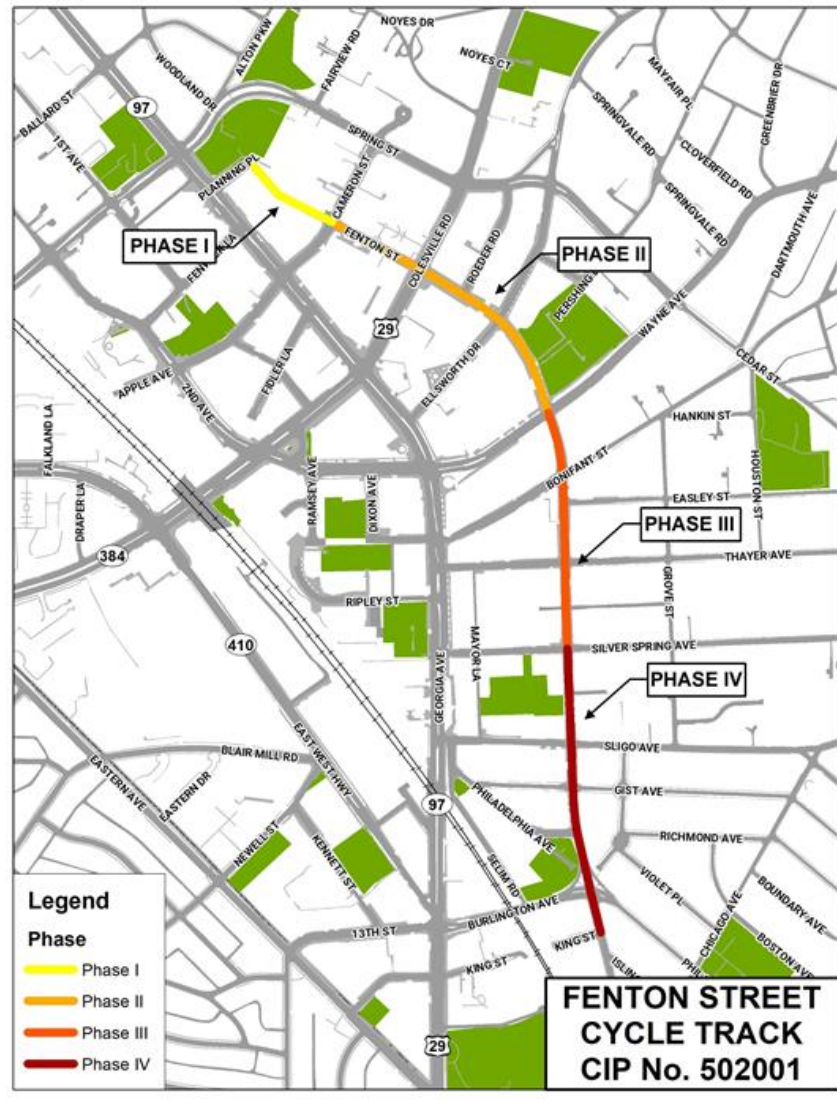 NOYES DR
ALTON PKW
FAIRVIEW RD
NOYES CT
WOODLAND DR
MAYFAIR PL
GREENBRIER DR
BALLARD ST
97
SPRINGVALE RD
1ST AVE
SPRING ST
CLOVERFIELD RD
PLANNING PL
CAMERON ST
SPRINGVALE RD
DARTMOUTH AVE
PHASE I
FENTON ST
COLESVILLE RD
ROEDER RD
PHASE II
PERSHING
WAYNE AVE
29
ELLSWORTH DR
CEDAR ST
APPLE AVE
2ND AVE
FIDLER LA
FALKLAND LA
HANKIN ST
DRAPER LA
RAMSEY AVE
DIXON AVE
BONIFANT ST
HOUSTON ST
EASLEY ST
384
PHASE III
THAYER AVE
RIPLEY ST
GROVE ST
410
MAYOR LA
SILVER SPRING AVE
GEORGIA AVE
PHASE IV
EAST WEST HWY
BLAIR MILL RD
SLIGO AVE
EASTERN AVE
EASTERN DR
GIST AVE
97
PHILADELPHIA AVE
RICHMOND AVE
NEWELL ST
KENNETT ST
SELIM RD
VIOLET PL
CHICAGO AVE
BOUNDARY AVE
BURLINGTON AVE
13TH ST
KING ST
BOSTON AVE
KING ST
29
Legend
Phase
Phase I
Phase II
Phase III
Phase IV
FENTON STREET
CYCLE TRACK
CIP No. 502001